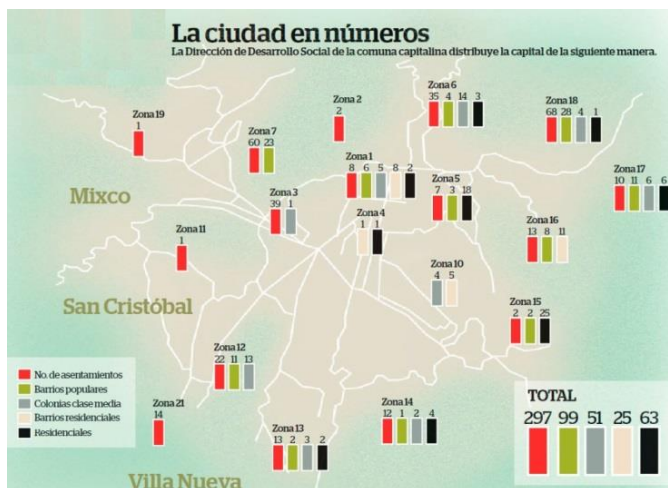 La ciudad en números
La Dirección de Desarrollo Social de la comuna capitalina distribuye la capital de la siguiente manera.
Zona 6
35 4 14 3
Zona 2
2
Zona 18
68 28 4 1
Zona 19
1
Zona 7
60 23
Zona 1
8 6 5 8 2
Zona 17
10 11 6 6
Zona 5
7 3 18
Mixco
Zona 3
39 1
Zona 4
1 1
Zona 16
13 8 11
Zona 11
1
Zona 10
4 5
San Cristóbal
Zona 15
2 2 25
Zona 12
22 11 13
No. de asentamientos
Barrios populares
Colonias clase media
Barrios residenciales
Residenciales
Zona 21
14
Zona 13
13 2 3 2
Zona 14
12 1 2 4
TOTAL
297 99 51 25 63
Villa Nueva